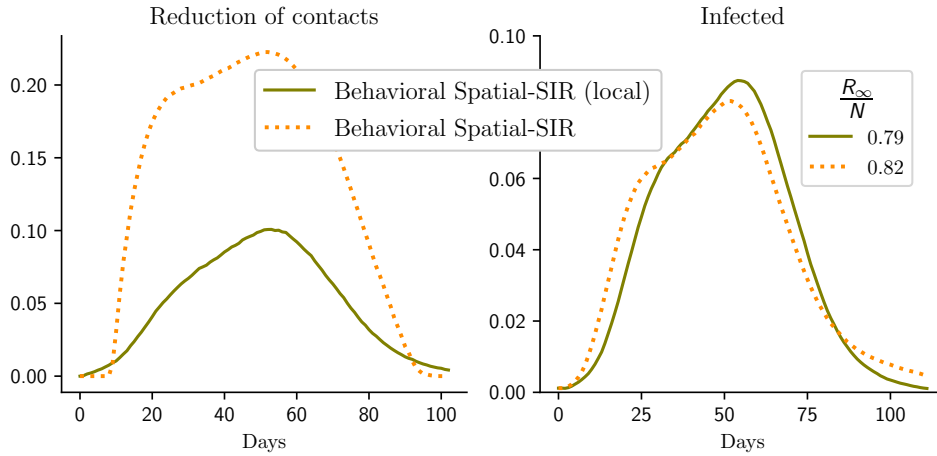 Reduction of contacts
0.20
0.15
0.10
0.05
0.00
0 20 40 60 80 100
Days
Behavioral Spatial-SIR (local)
Behavioral Spatial-SIR
Infected
0.10
0.06
0.04
0.02
0.00
0 25 50 75 100
Days
R∞
N
0.79
0.82